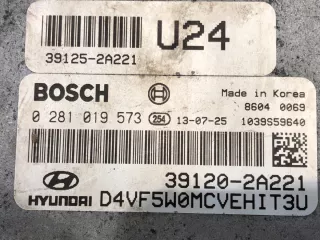 U24
39125-2A221
BOSCH
Made in Korea
8604 0069
0 281 019 573 254 13-07-25 1039S59640
39120-2A221
HYUNDAI D4VF5W0MCVEHIT3U